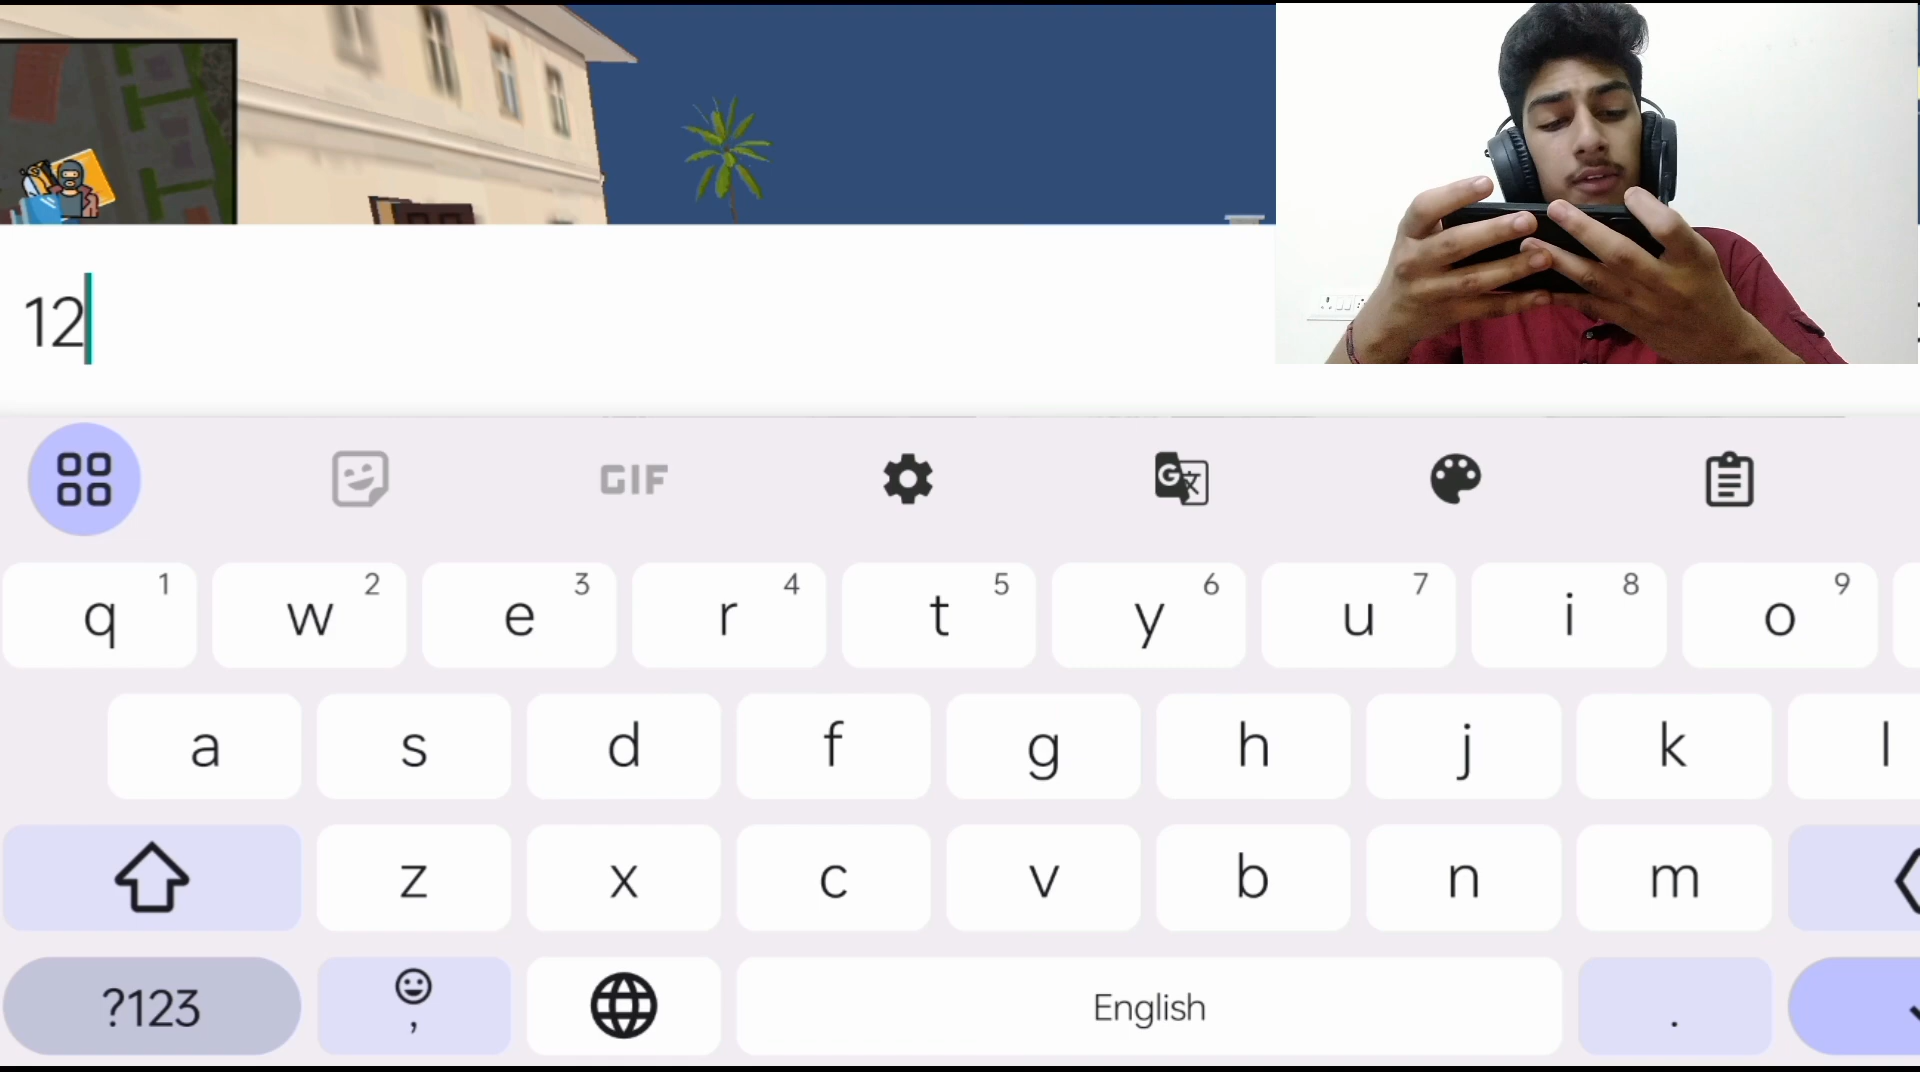 12
GIF
G
q 1 w 2 e 3 r 4 t 5 y 6 u 7 i 8 o 9
a s d f g h j k l
z x c v b n m
?123 , English .